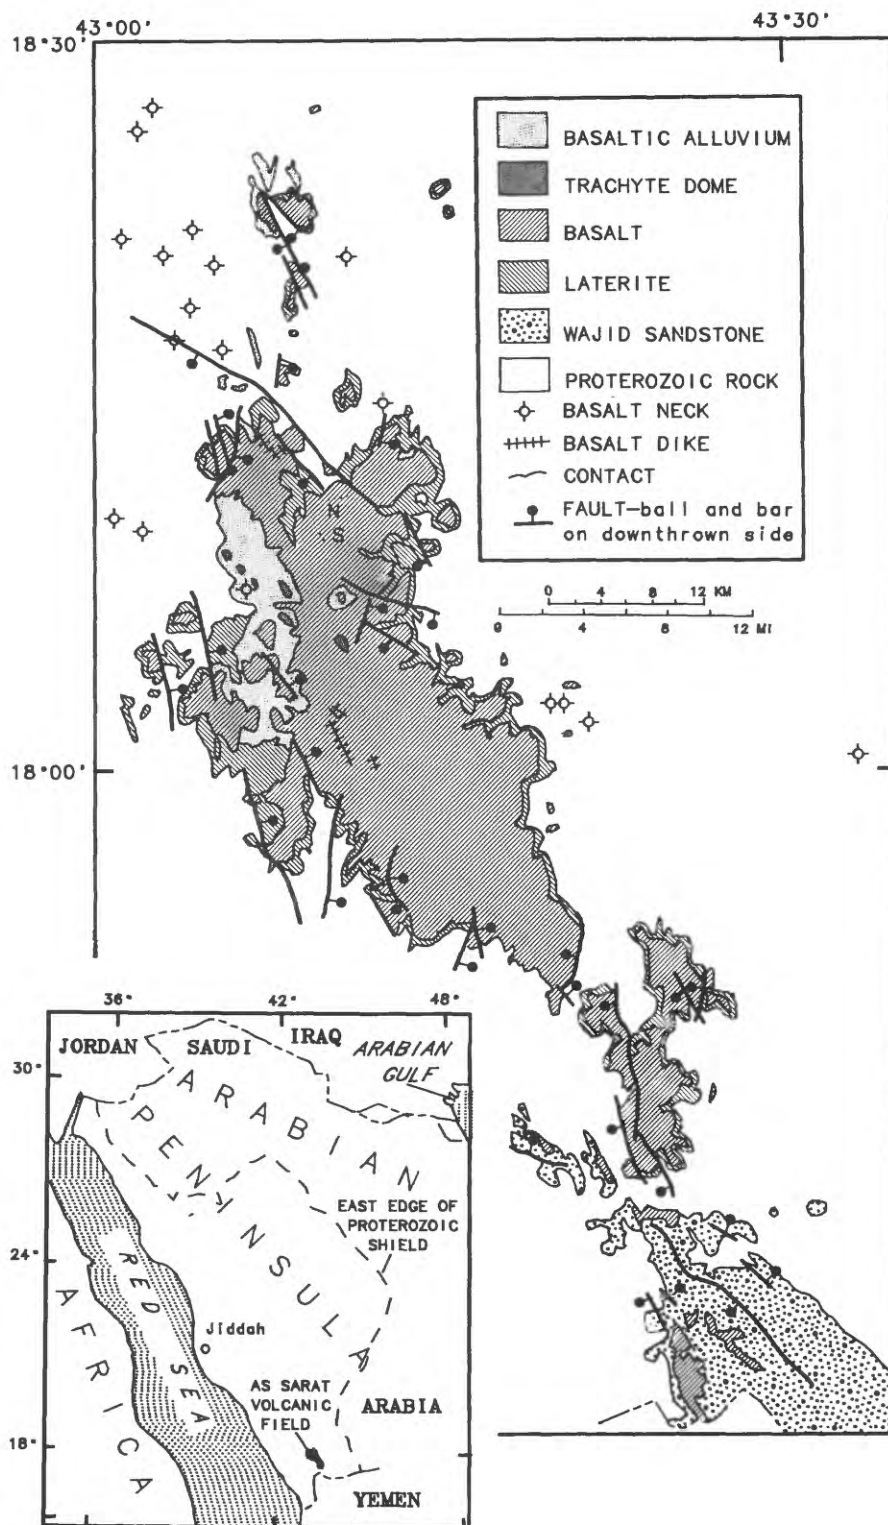 43°00'
43°30'
18°30'
BASALTIC ALLUVIUM
TRACHYTE DOME
BASALT
LATERITE
WAJID SANDSTONE
PROTEROZOIC ROCK
BASALT NECK
BASALT DIKE
CONTACT
FAULT—ball and bar
on downthrown side
N
S
0 4 8 12 KM
0 4 8 12 MI
18°00'
36° 42° 48°
JORDAN SAUDI IRAQ ARABIAN
GULF
30°
ARABIAN
PENINSULA
EAST EDGE OF
PROTEROZOIC
SHIELD
24°
RED SEA
AFRICA
Jiddah
AS SARAT
VOLCANIC
FIELD
ARABIA
18°
YEMEN